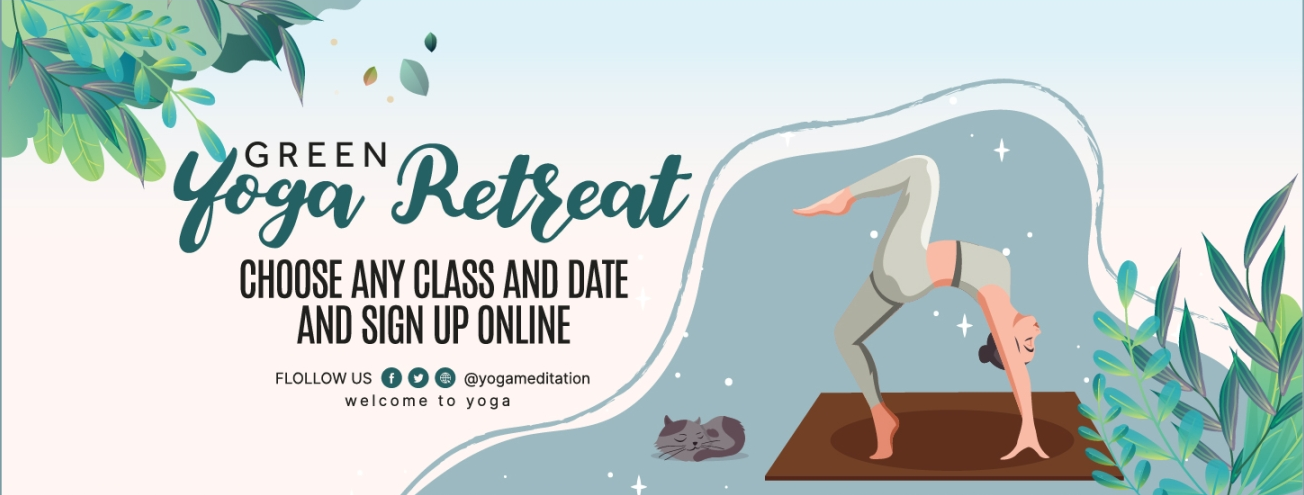 GREEN
Yoga Retreat
CHOOSE ANY CLASS AND DATE
AND SIGN UP ONLINE
FLOLLOW US @yogameditation
welcome to yoga